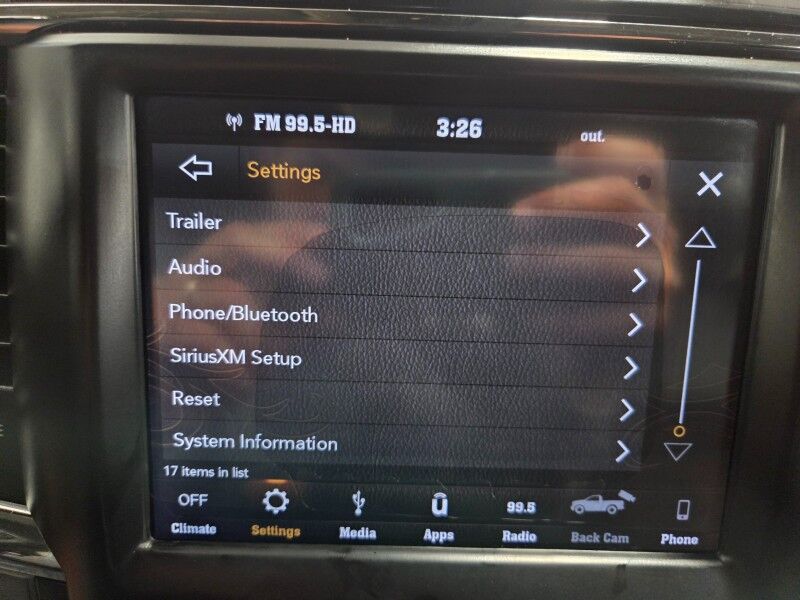 FM 99.5-HD 3:26 out.
Settings
Trailer
Audio
Phone/Bluetooth
SiriusXM Setup
Reset
System Information
17 items in list
OFF 99.5
Climate Settings Media Apps Radio Back Cam Phone